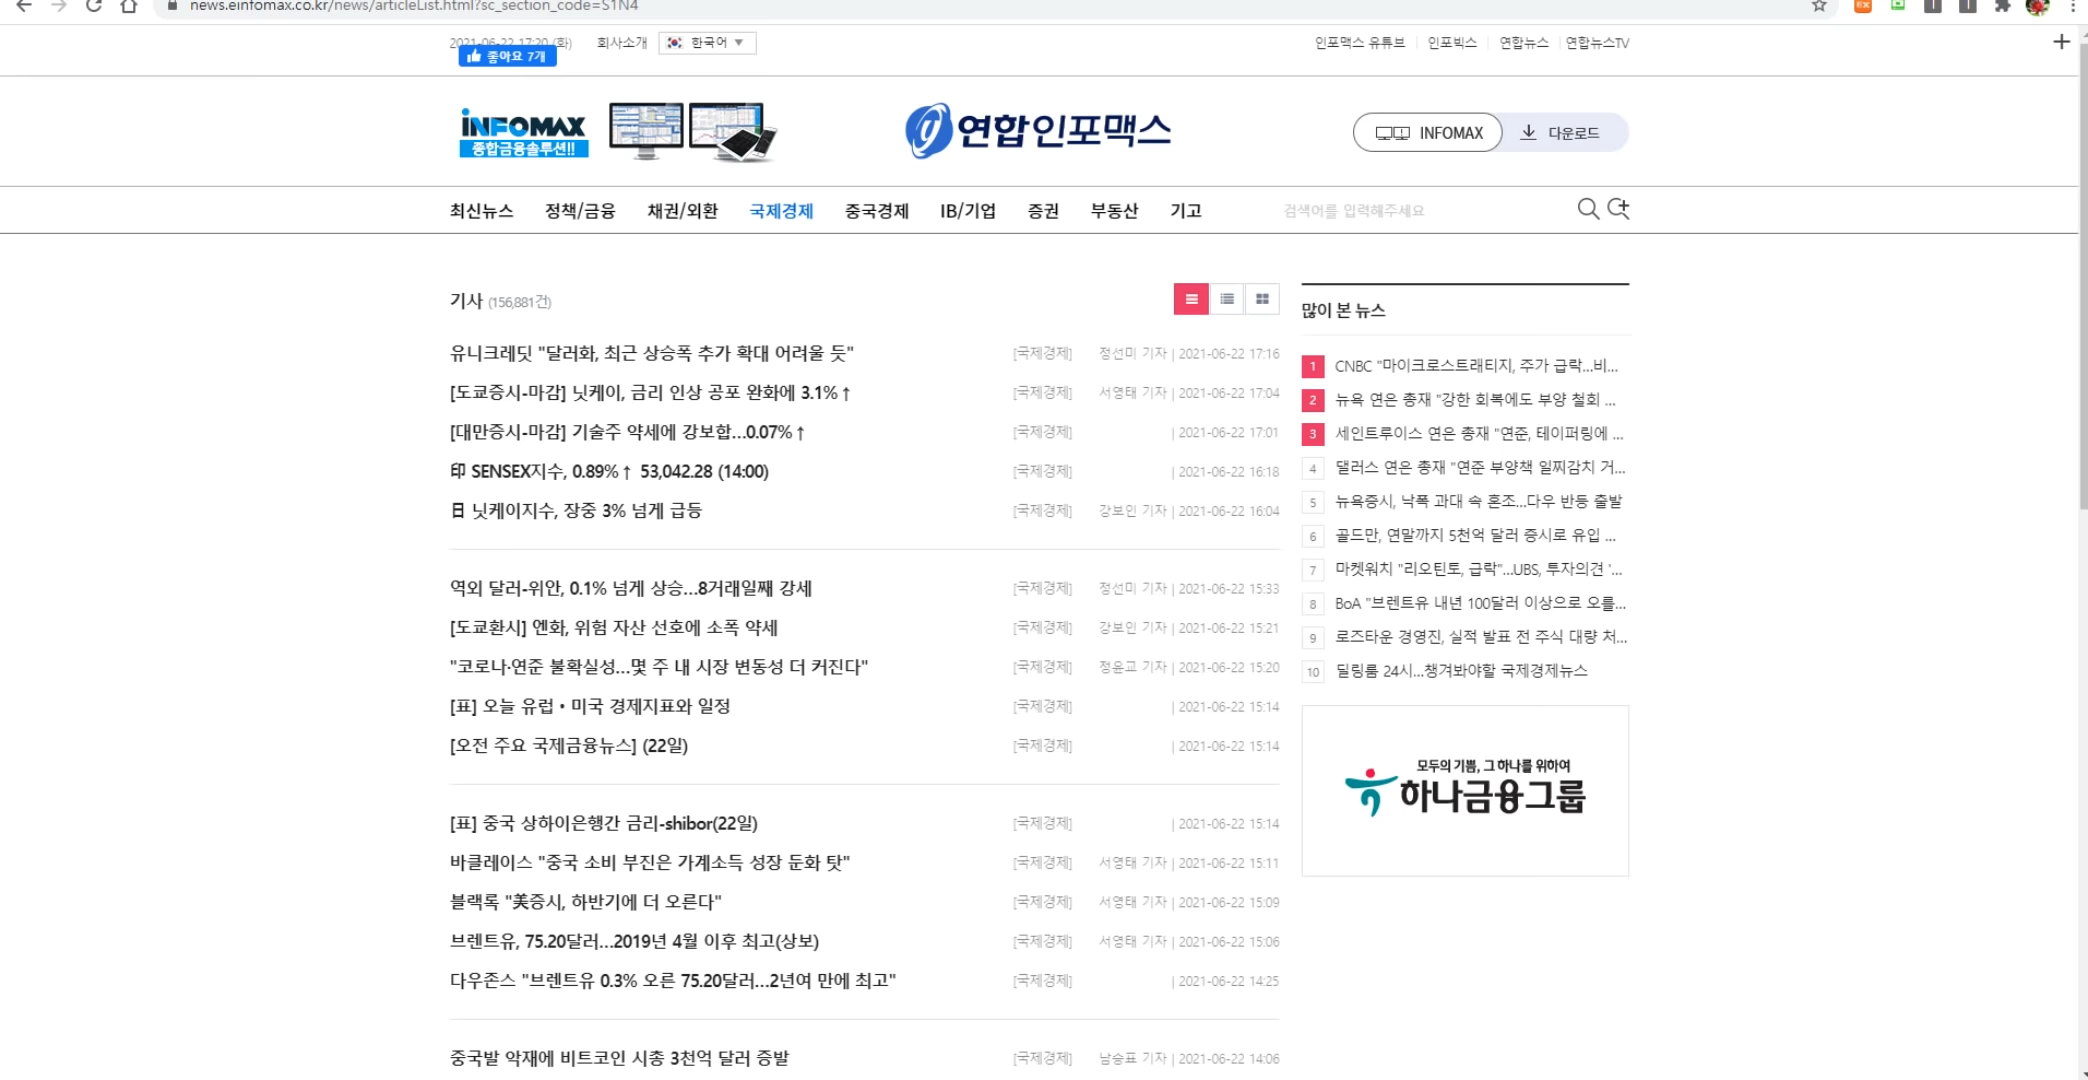 news.einfomax.co.kr/news/articleList.html?sc_section_code=S1N4
2021-06-22 17:20 (화) 회사소개 한국어 인포맥스 유튜브 인포빅스 연합뉴스 연합뉴스TV
좋아요 7개
INFOMAX
종합금융솔루션!!
연합인포맥스
INFOMAX 다운로드
최신뉴스 정책/금융 채권/외환 국제경제 중국경제 IB/기업 증권 부동산 기고 검색어를 입력해주세요
기사 (156,881건)
유니크레딧 "달러화, 최근 상승폭 추가 확대 어려울 듯" [국제경제] 정선미 기자 | 2021-06-22 17:16
[도쿄증시-마감] 닛케이, 금리 인상 공포 완화에 3.1%↑ [국제경제] 서영태 기자 | 2021-06-22 17:04
[대만증시-마감] 기술주 약세에 강보합…0.07%↑ [국제경제] | 2021-06-22 17:01
印 SENSEX지수, 0.89%↑ 53,042.28 (14:00) [국제경제] | 2021-06-22 16:18
日 닛케이지수, 장중 3% 넘게 급등 [국제경제] 강보인 기자 | 2021-06-22 16:04
역외 달러-위안, 0.1% 넘게 상승…8거래일째 강세 [국제경제] 정선미 기자 | 2021-06-22 15:33
[도쿄환시] 엔화, 위험 자산 선호에 소폭 약세 [국제경제] 강보인 기자 | 2021-06-22 15:21
"코로나·연준 불확실성…몇 주 내 시장 변동성 더 커진다" [국제경제] 정윤교 기자 | 2021-06-22 15:20
[표] 오늘 유럽•미국 경제지표와 일정 [국제경제] | 2021-06-22 15:14
[오전 주요 국제금융뉴스] (22일) [국제경제] | 2021-06-22 15:14
[표] 중국 상하이은행간 금리-shibor(22일) [국제경제] | 2021-06-22 15:14
바클레이스 "중국 소비 부진은 가계소득 성장 둔화 탓" [국제경제] 서영태 기자 | 2021-06-22 15:11
블랙록 "美증시, 하반기에 더 오른다" [국제경제] 서영태 기자 | 2021-06-22 15:09
브렌트유, 75.20달러…2019년 4월 이후 최고(상보) [국제경제] 서영태 기자 | 2021-06-22 15:06
다우존스 "브렌트유 0.3% 오른 75.20달러…2년여 만에 최고" [국제경제] | 2021-06-22 14:25
중국발 악재에 비트코인 시총 3천억 달러 증발 [국제경제] 남승표 기자 | 2021-06-22 14:06
많이 본 뉴스
1 CNBC "마이크로스트래티지, 주가 급락…비...
2 뉴욕 연은 총재 "강한 회복에도 부양 철회 ...
3 세인트루이스 연은 총재 "연준, 테이퍼링에 ...
4 댈러스 연은 총재 "연준 부양책 일찌감치 거...
5 뉴욕증시, 낙폭 과대 속 혼조…다우 반등 출발
6 골드만, 연말까지 5천억 달러 증시로 유입 ...
7 마켓워치 "리오틴토, 급락"…UBS, 투자의견 '...
8 BoA "브렌트유 내년 100달러 이상으로 오를...
9 로즈타운 경영진, 실적 발표 전 주식 대량 처...
10 딜링룸 24시…챙겨봐야할 국제경제뉴스
모두의 기쁨, 그 하나를 위하여
하나금융그룹